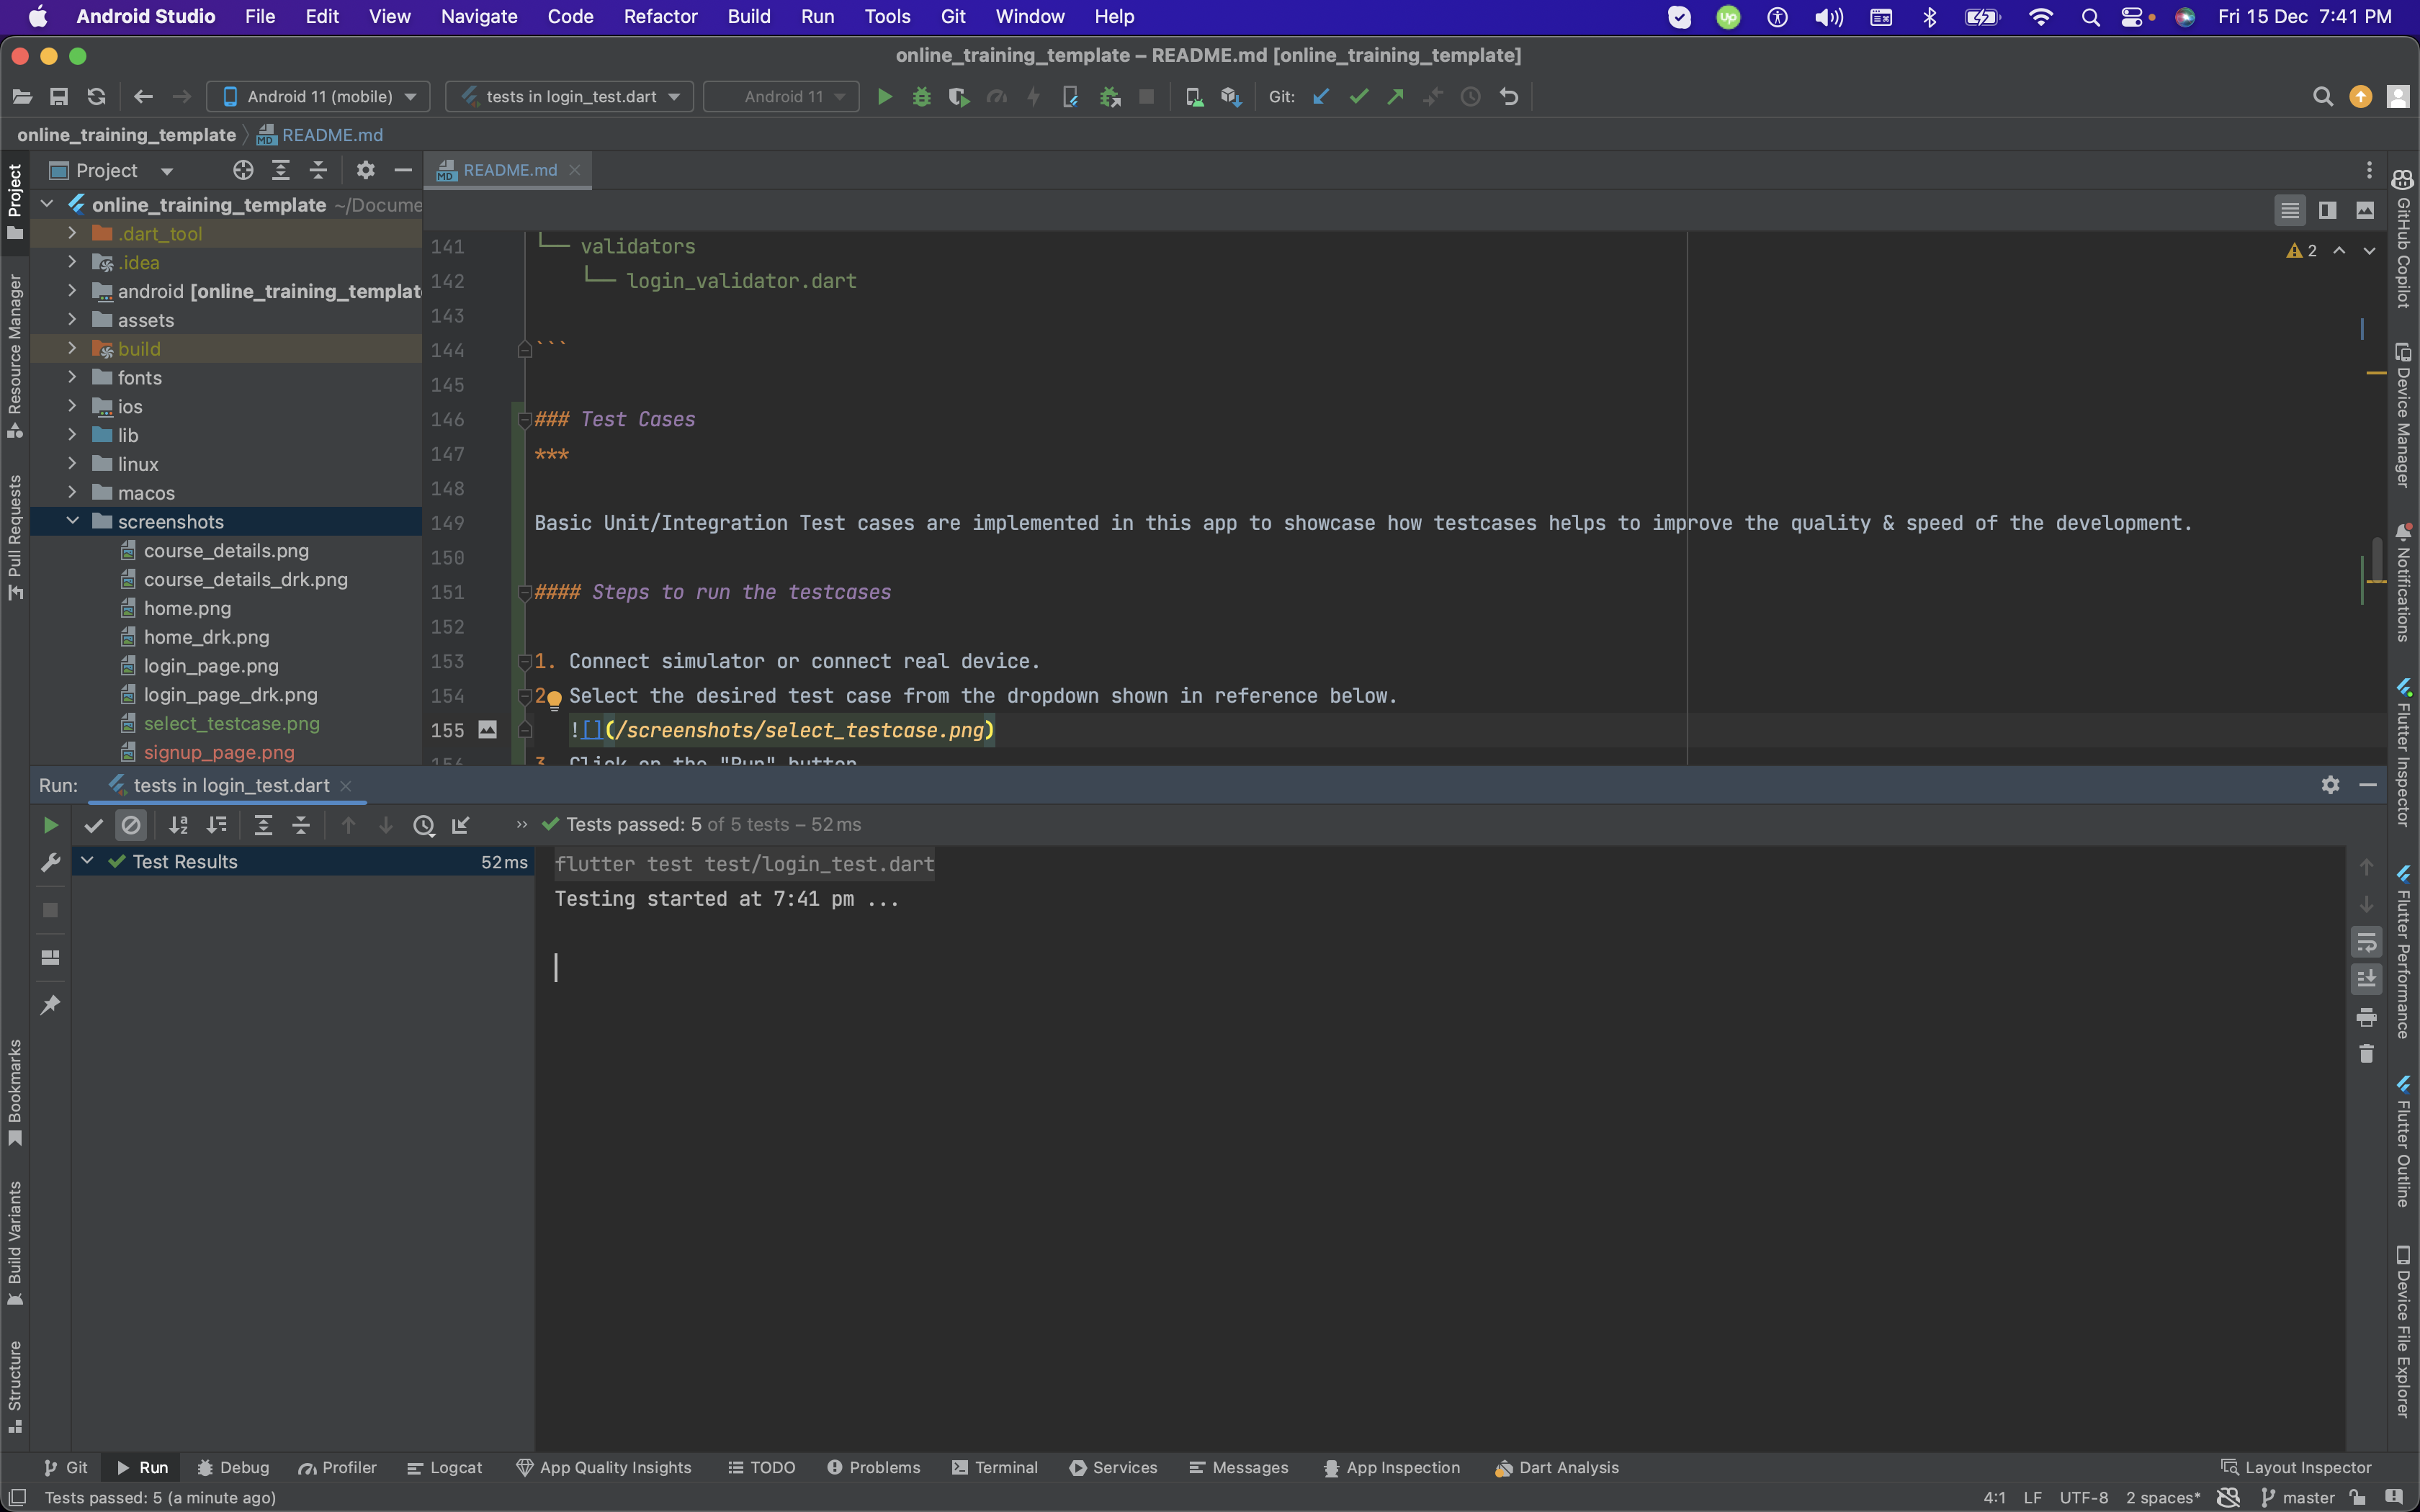 Android Studio File Edit View Navigate Code Refactor Build Run Tools Git Window Help Fri 15 Dec 7:41 PM
online_training_template – README.md [online_training_template]
Android 11 (mobile) tests in login_test.dart Android 11 Git:
online_training_template README.md
Project
README.md
online_training_template ~/Docume
.dart_tool
.idea
android [online_training_templat
assets
build
fonts
ios
lib
linux
macos
screenshots
course_details.png
course_details_drk.png
home.png
home_drk.png
login_page.png
login_page_drk.png
select_testcase.png
signup_page.png
2
141 └── validators
142 └── login_validator.dart
143
144 ```
145
146 ### Test Cases
147 ***
148
149 Basic Unit/Integration Test cases are implemented in this app to showcase how testcases helps to improve the quality & speed of the development.
150
151 #### Steps to run the testcases
152
153 1. Connect simulator or connect real device.
154 2 Select the desired test case from the dropdown shown in reference below.
155 ![](/screenshots/select_testcase.png)
156 3. Click on the "Run" button
Run: tests in login_test.dart
Tests passed: 5 of 5 tests – 52 ms
Test Results 52 ms
flutter test test/login_test.dart
Testing started at 7:41 pm ...
Project
Resource Manager
Pull Requests
Bookmarks
Build Variants
Structure
GitHub Copilot
Device Manager
Notifications
Flutter Inspector
Flutter Performance
Flutter Outline
Device File Explorer
Git Run Debug Profiler Logcat App Quality Insights TODO Problems Terminal Services Messages App Inspection Dart Analysis Layout Inspector
Tests passed: 5 (a minute ago) 4:1 LF UTF-8 2 spaces* master